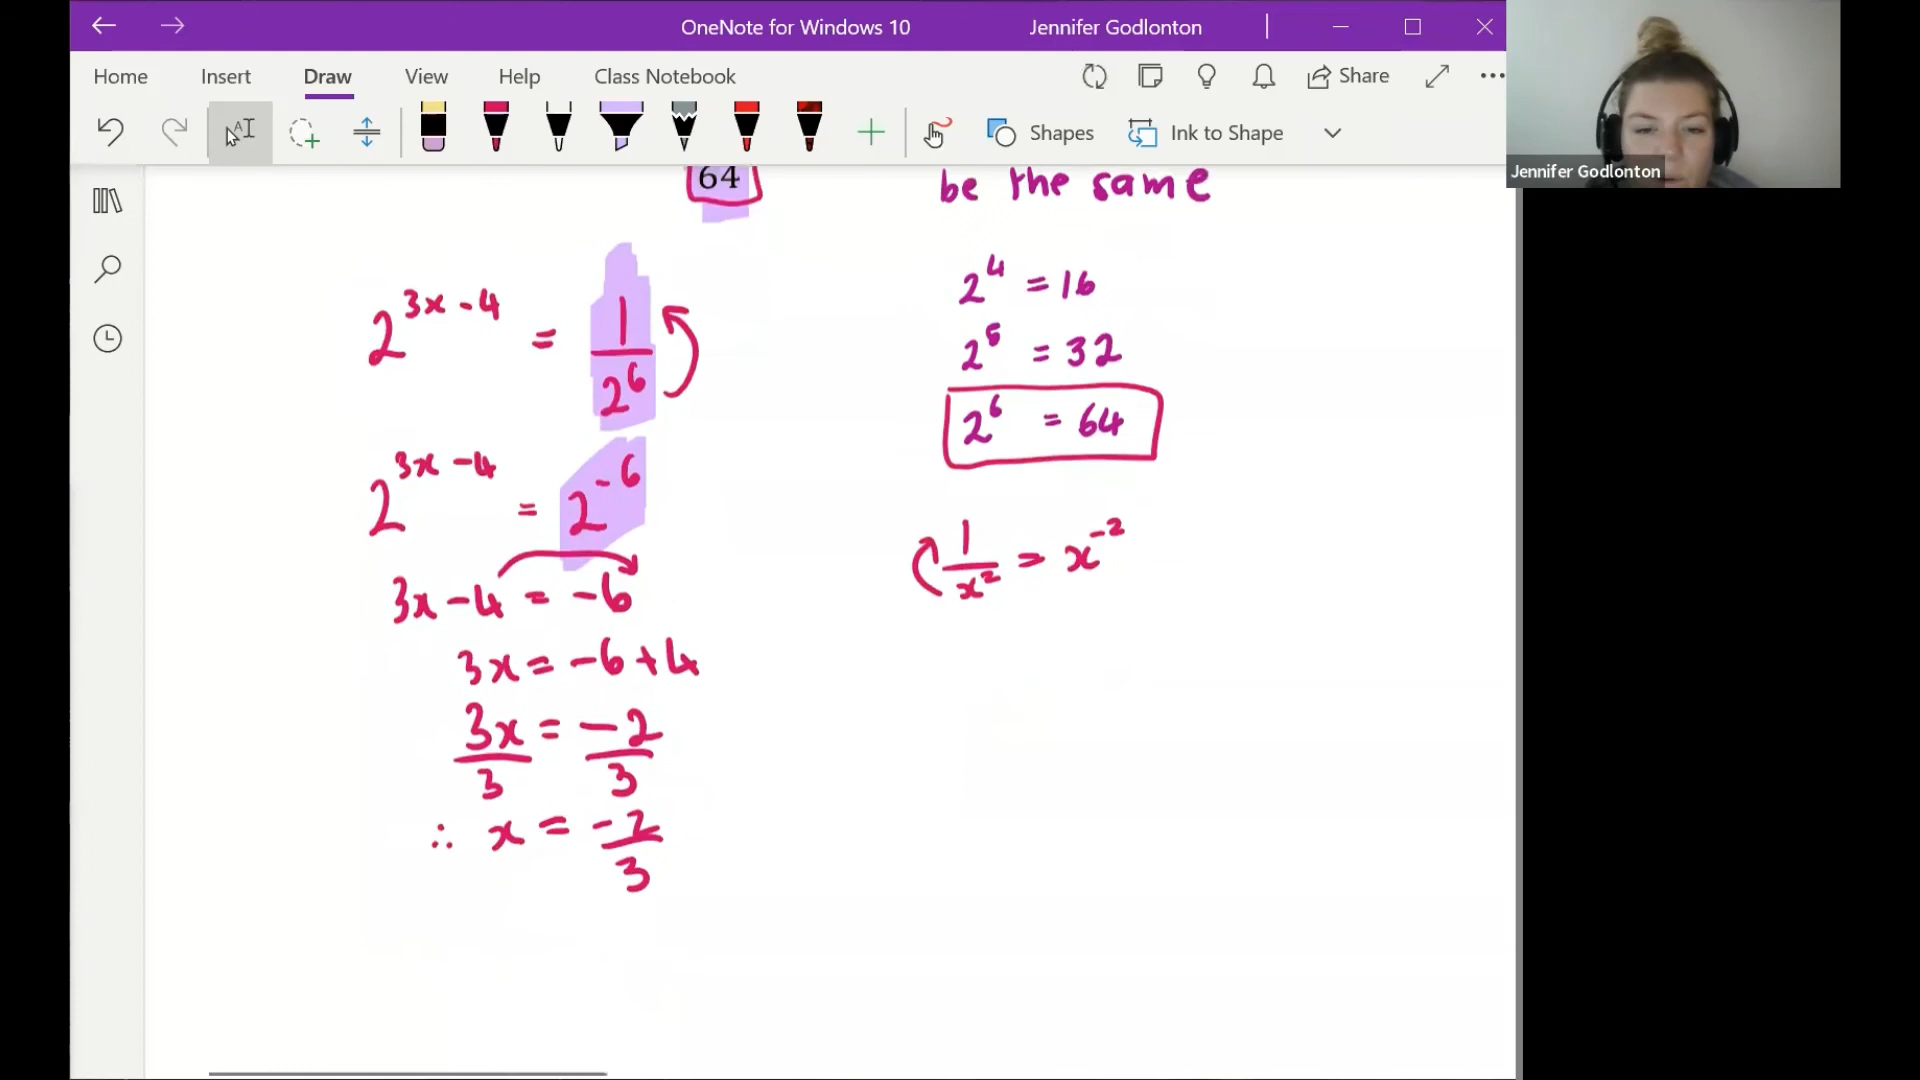 OneNote for Windows 10
Jennifer Godlonton
Home Insert Draw View Help Class Notebook Share
Shapes Ink to Shape
Jennifer Godlonton
64
be the same
2^{3x-4} = 1/2^6
2^{3x-4} = 2^{-6}
3x-4 = -6
3x = -6+4
3x/3 = -2/3
∴ x = -2/3
2^4 = 16
2^5 = 32
2^6 = 64
1/x^2 = x^{-2}